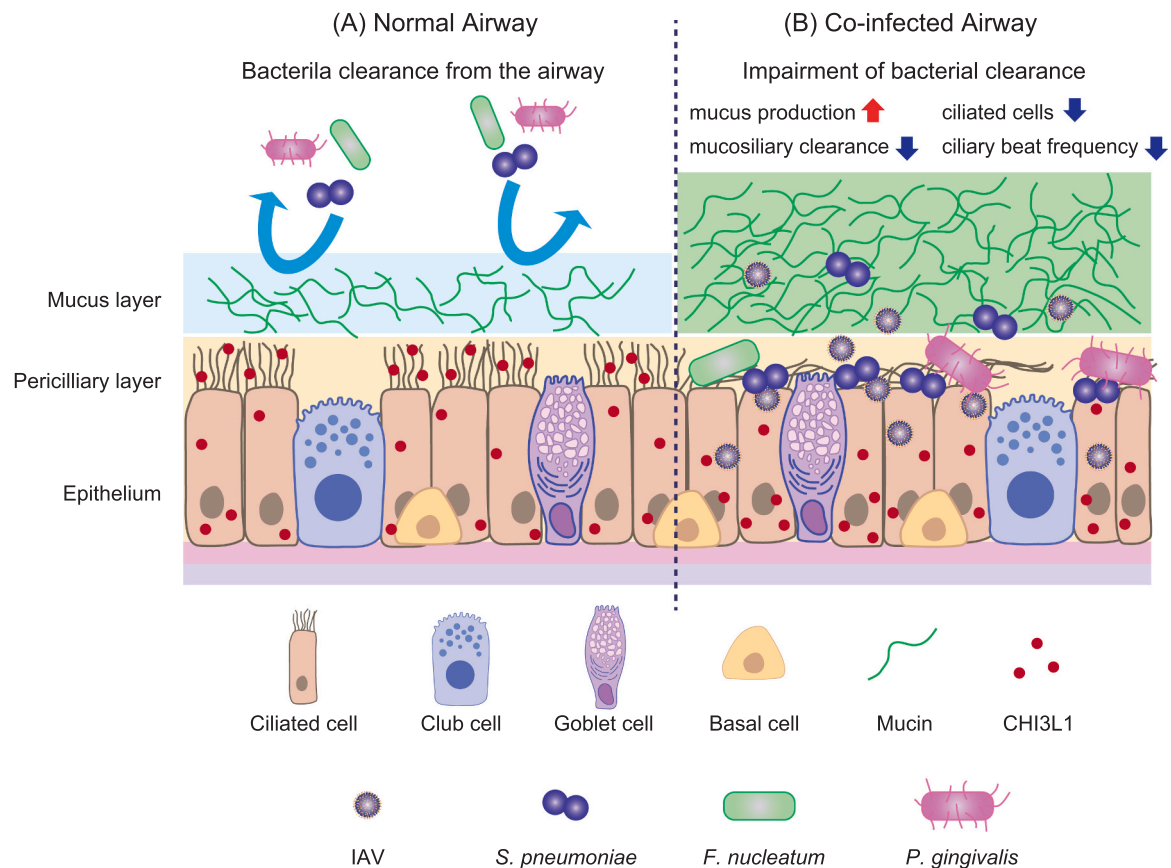 (A) Normal Airway
Bacterila clearance from the airway
(B) Co-infected Airway
Impairment of bacterial clearance
mucus production
ciliated cells
mucosiliary clearance
ciliary beat frequency
Mucus layer
Pericilliary layer
Epithelium
Ciliated cell
Club cell
Goblet cell
Basal cell
Mucin
CHI3L1
IAV
S. pneumoniae
F. nucleatum
P. gingivalis